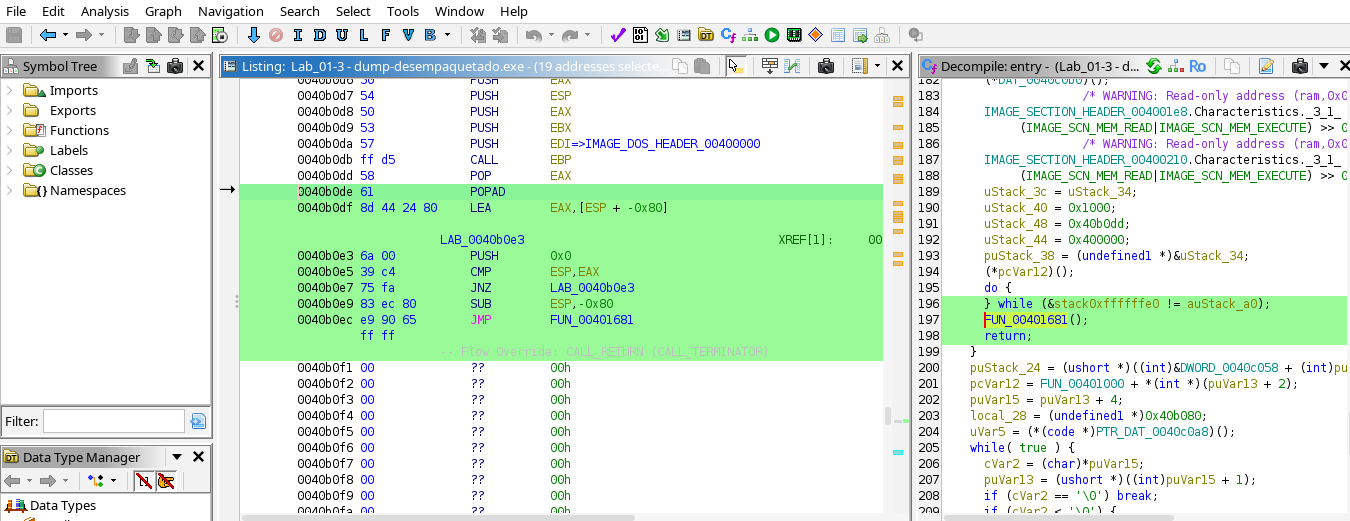 File Edit Analysis Graph Navigation Search Select Tools Window Help
I D U L F V B
Symbol Tree
Imports
Exports
Functions
Labels
Classes
Namespaces
Filter:
Data Type Manager
Data Types
Listing: Lab_01-3 - dump-desempaquetado.exe - (19 addresses selecte...
0040b0d6 50 PUSH EAX
0040b0d7 54 PUSH ESP
0040b0d8 50 PUSH EAX
0040b0d9 53 PUSH EBX
0040b0da 57 PUSH EDI=>IMAGE_DOS_HEADER_00400000
0040b0db ff d5 CALL EBP
0040b0dd 58 POP EAX
0040b0de 61 POPAD
0040b0df 8d 44 24 80 LEA EAX,[ESP + -0x80]
LAB_0040b0e3 XREF[1]: 00
0040b0e3 6a 00 PUSH 0x0
0040b0e5 39 c4 CMP ESP,EAX
0040b0e7 75 fa JNZ LAB_0040b0e3
0040b0e9 83 ec 80 SUB ESP,-0x80
0040b0ec e9 90 65 JMP FUN_00401681
ff ff
-- Flow Override: CALL_RETURN (CALL_TERMINATOR)
0040b0f1 00 ?? 00h
0040b0f2 00 ?? 00h
0040b0f3 00 ?? 00h
0040b0f4 00 ?? 00h
0040b0f5 00 ?? 00h
0040b0f6 00 ?? 00h
0040b0f7 00 ?? 00h
0040b0f8 00 ?? 00h
0040b0f9 00 ?? 00h
0040b0fa 00 ?? 00h
Decompile: entry - (Lab_01-3 - d...
Ro
182 (*DAT_0040c0b0)();
183 /* WARNING: Read-only address (ram,0x0
184 IMAGE_SECTION_HEADER_004001e8.Characteristics._3_1_
185 (IMAGE_SCN_MEM_READ|IMAGE_SCN_MEM_EXECUTE) >> 0
186 /* WARNING: Read-only address (ram,0x0
187 IMAGE_SECTION_HEADER_00400210.Characteristics._3_1_
188 (IMAGE_SCN_MEM_READ|IMAGE_SCN_MEM_EXECUTE) >> 0
189 uStack_3c = uStack_34;
190 uStack_40 = 0x1000;
191 uStack_48 = 0x40b0dd;
192 uStack_44 = 0x400000;
193 puStack_38 = (undefined1 *)&uStack_34;
194 (*pcVar12)();
195 do {
196 } while (&stack0xffffffe0 != auStack_a0);
197 FUN_00401681();
198 return;
199 }
200 puStack_24 = (ushort *)((int)&DWORD_0040c058 + (int)pu
201 pcVar12 = FUN_00401000 + *(int *)(puVar13 + 2);
202 puVar15 = puVar13 + 4;
203 local_28 = (undefined1 *)0x40b080;
204 uVar5 = (*(code *)PTR_DAT_0040c0a8)();
205 while( true ) {
206 cVar2 = (char)*puVar15;
207 puVar13 = (ushort *)((int)puVar15 + 1);
208 if (cVar2 == '\0') break;
209 if (cVar2 < '\0') {